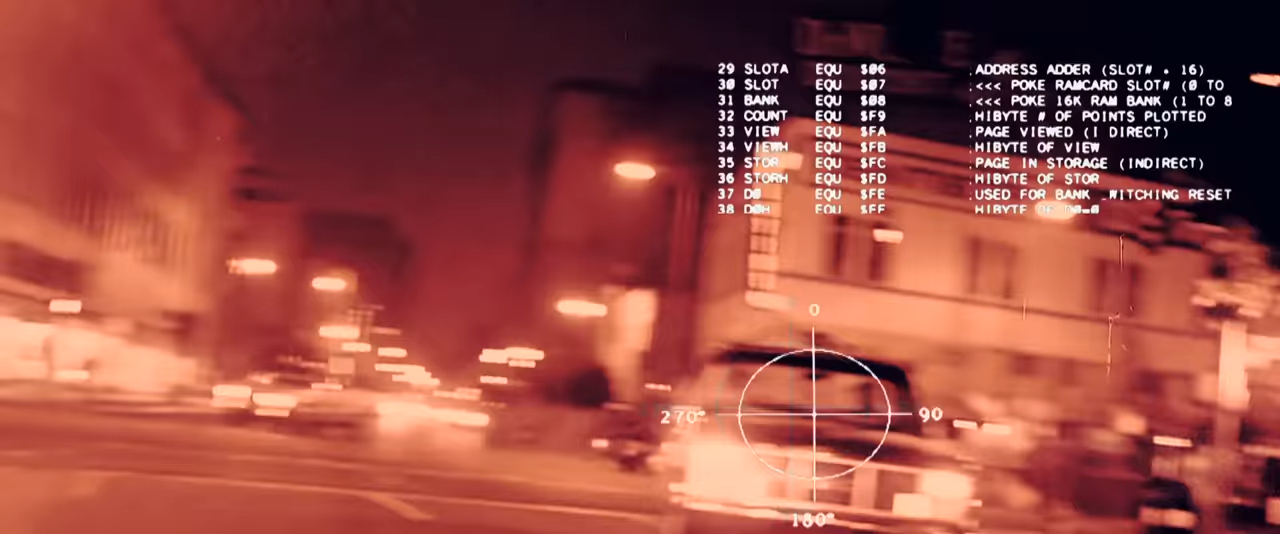 29 SLOTA EQU $06 ;ADDRESS ADDER (SLOT# * 16)
30 SLOT EQU $07 ;<<< POKE RAMCARD SLOT# (0 TO
31 BANK EQU $08 ;<<< POKE 16K RAM BANK (1 TO 8
32 COUNT EQU $F9 ;HIBYTE # OF POINTS PLOTTED
33 VIEW EQU $FA ;PAGE VIEWED (I DIRECT)
34 VIEWH EQU $FB ;HIBYTE OF VIEW
35 STOR EQU $FC ;PAGE IN STORAGE (INDIRECT)
36 STORH EQU $FD ;HIBYTE OF STOR
37 D0 EQU $FE ;USED FOR BANK WITCHING RESET
38 D0H EQU $FF HIBYTE
0
270° 90
180°